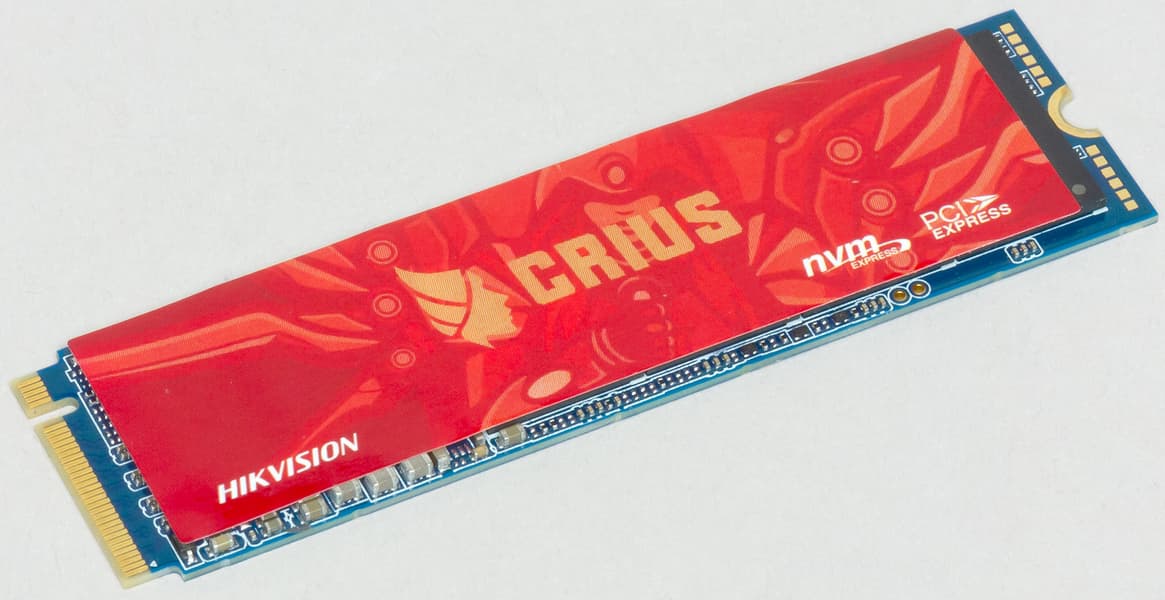 CRIUS
nvm
EXPRESS
PCI
EXPRESS
HIKVISION